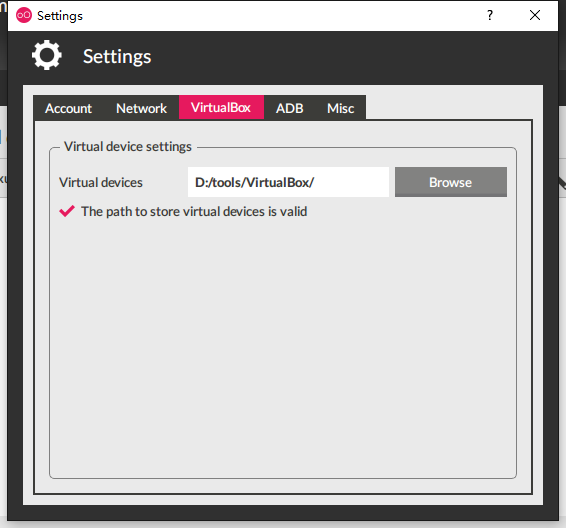 Settings
?
Settings
Account Network VirtualBox ADB Misc
Virtual device settings
Virtual devices D:/tools/VirtualBox/ Browse
The path to store virtual devices is valid